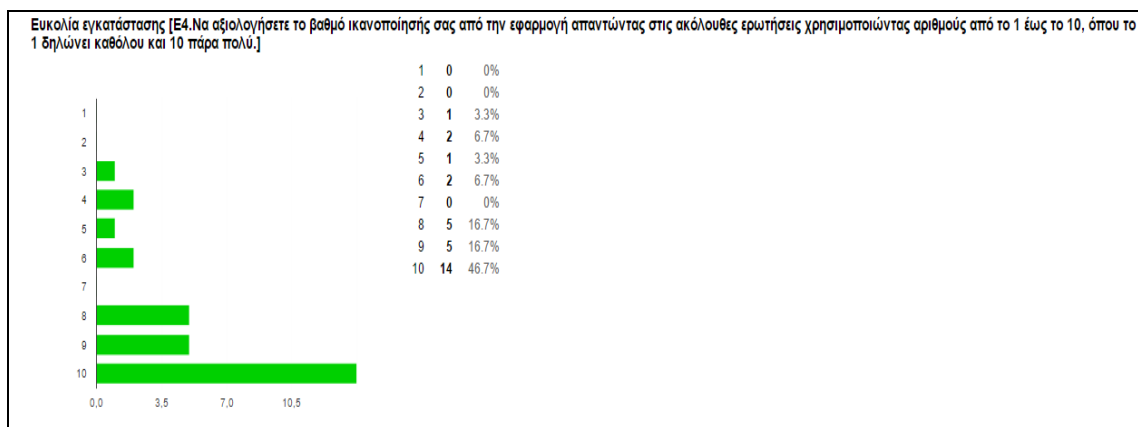 Ευκολία εγκατάστασης [Ε4.Να αξιολογήσετε το βαθμό ικανοποίησής σας από την εφαρμογή απαντώντας στις ακόλουθες ερωτήσεις χρησιμοποιώντας αριθμούς από το 1 έως το 10, όπου το
1 δηλώνει καθόλου και 10 πάρα πολύ.]
1 0 0%
2 0 0%
3 1 3.3%
4 2 6.7%
5 1 3.3%
6 2 6.7%
7 0 0%
8 5 16.7%
9 5 16.7%
10 14 46.7%
1
2
3
4
5
6
7
8
9
10
0,0 3,5 7,0 10,5